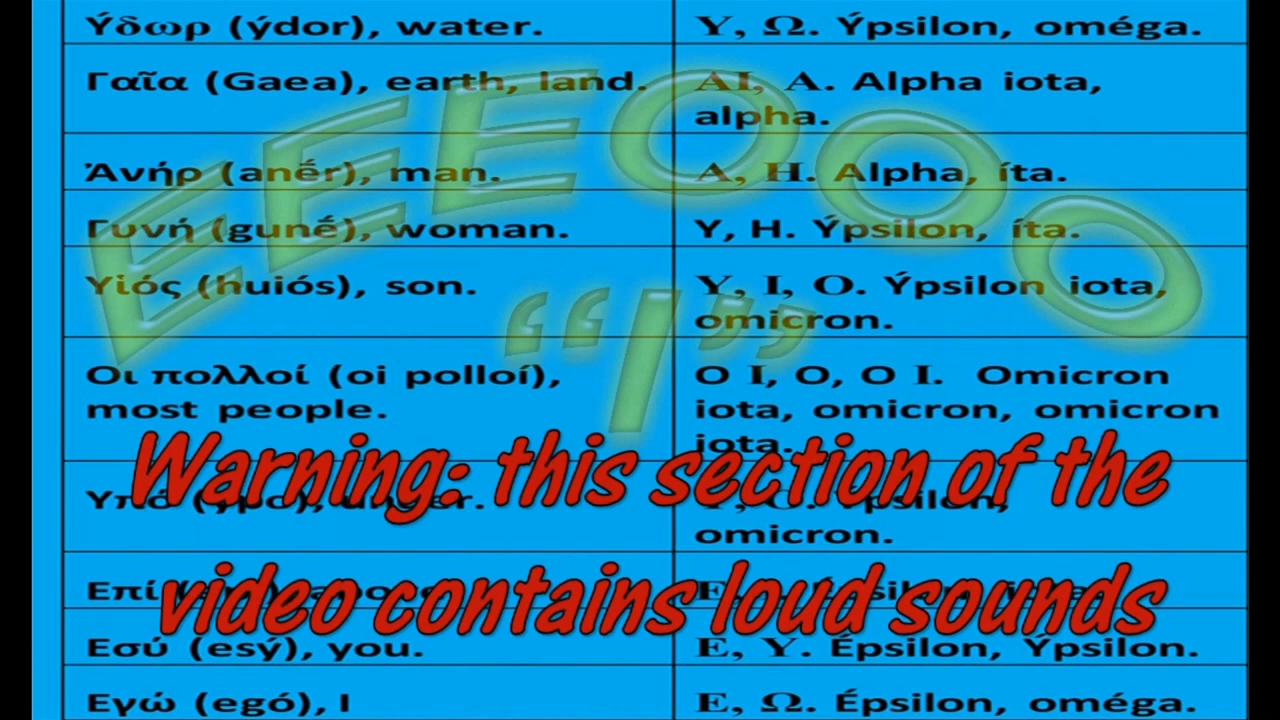 Ύδωρ (ýdor), water.
Υ, Ω. Ýpsilon, oméga.
Γαῖα (Gaea), earth, land.
ΑΙ, Α. Alpha iota,
alpha.
Ἀνήρ (anḗr), man.
Α, Η. Alpha, íta.
Γυνή (gunḗ), woman.
Υ, Η. Ýpsilon, íta.
Υἱός (huiós), son.
Υ, Ι, Ο. Ýpsilon iota,
omicron.
Οι πολλοί (oi polloí),
most people.
Ο Ι, Ο, Ο Ι. Omicron
iota, omicron, omicron
iota.
omicron.
Εσύ (esý), you.
Ε, Υ. Épsilon, Ýpsilon.
Εγώ (egó), I
Ε, Ω. Épsilon, oméga.
EEEOOO
“I”
Warning: this section of the
video contains loud sounds